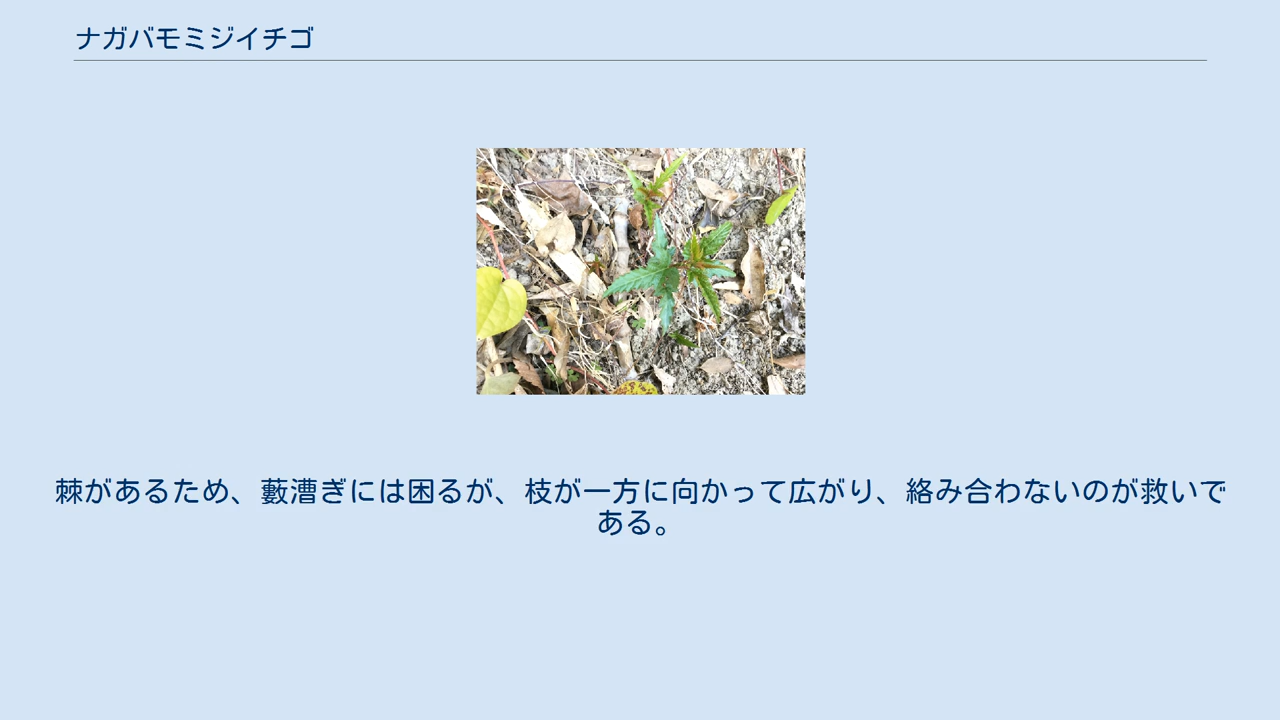 ナガバモミジイチゴ
棘があるため、藪漕ぎには困るが、枝が一方に向かって広がり、絡み合わないのが救いで
ある。